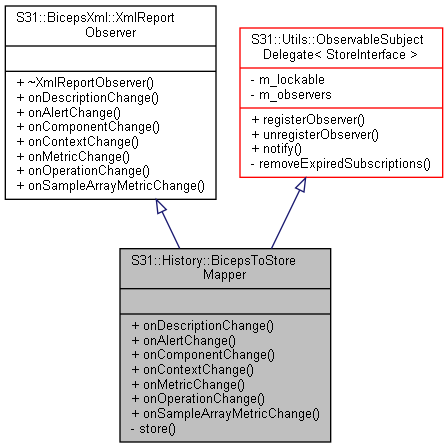 S31::BicepsXml::XmlReport
Observer
+ ~XmlReportObserver()
+ onDescriptionChange()
+ onAlertChange()
+ onComponentChange()
+ onContextChange()
+ onMetricChange()
+ onOperationChange()
+ onSampleArrayMetricChange()
S31::Utils::ObservableSubject
Delegate< StoreInterface >
- m_lockable
- m_observers
+ registerObserver()
+ unregisterObserver()
+ notify()
- removeExpiredSubscriptions()
S31::History::BicepsToStore
Mapper
+ onDescriptionChange()
+ onAlertChange()
+ onComponentChange()
+ onContextChange()
+ onMetricChange()
+ onOperationChange()
+ onSampleArrayMetricChange()
- store()